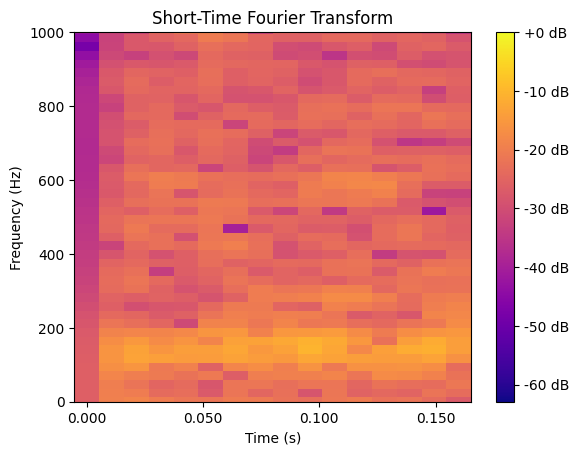 Short-Time Fourier Transform
Frequency (Hz)
1000
800
600
400
200
0
0.000
0.050
0.100
0.150
Time (s)
+0 dB
-10 dB
-20 dB
-30 dB
-40 dB
-50 dB
-60 dB